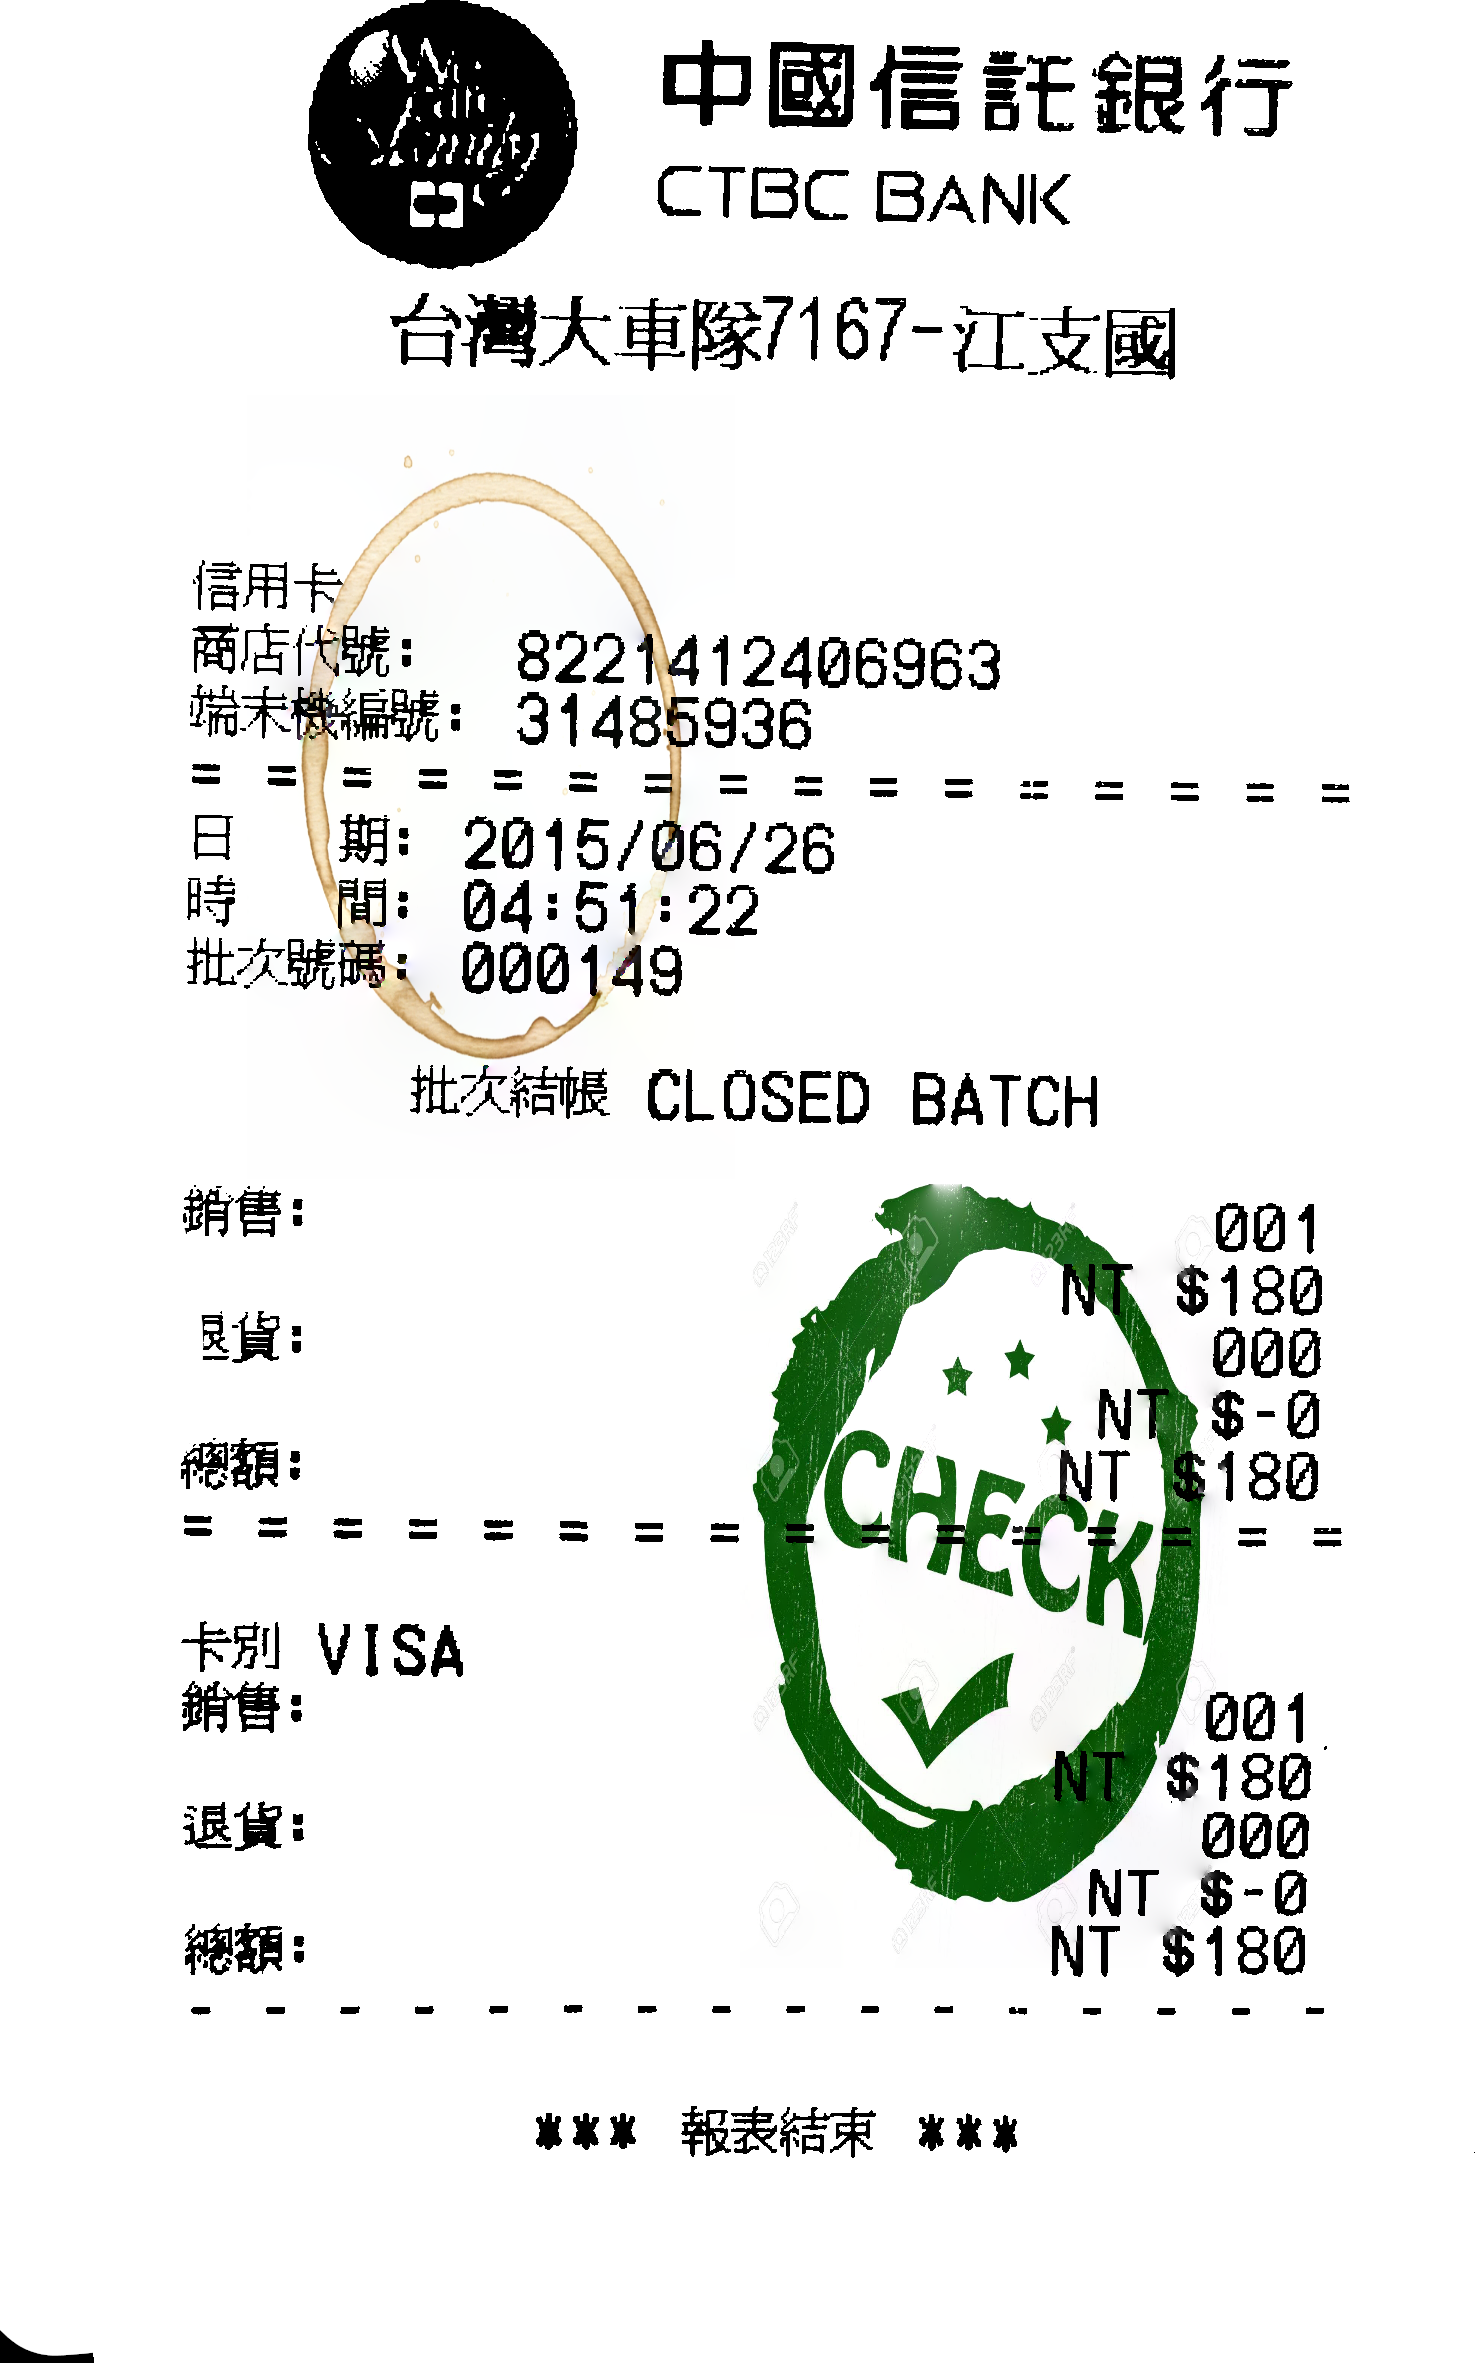 中國信託銀行
CTBC BANK
台灣大車隊7167-江支國
信用卡
商店代號: 8221412406963
端末機編號: 31485936
= = = = = = = = = = = = = = = =
日 期: 2015/06/26
時 間: 04:51:22
批次號碼: 000149
批次結帳 CLOSED BATCH
銷售: 001
NT $180
退貨: 000
NT $-0
總額: NT $180
= = = = = = = = = = = = = = = =
CHECK
卡別 VISA
銷售: 001
NT $180
退貨: 000
NT $-0
總額: NT $180
- - - - - - - - - - - - - - - -
*** 報表結束 ***